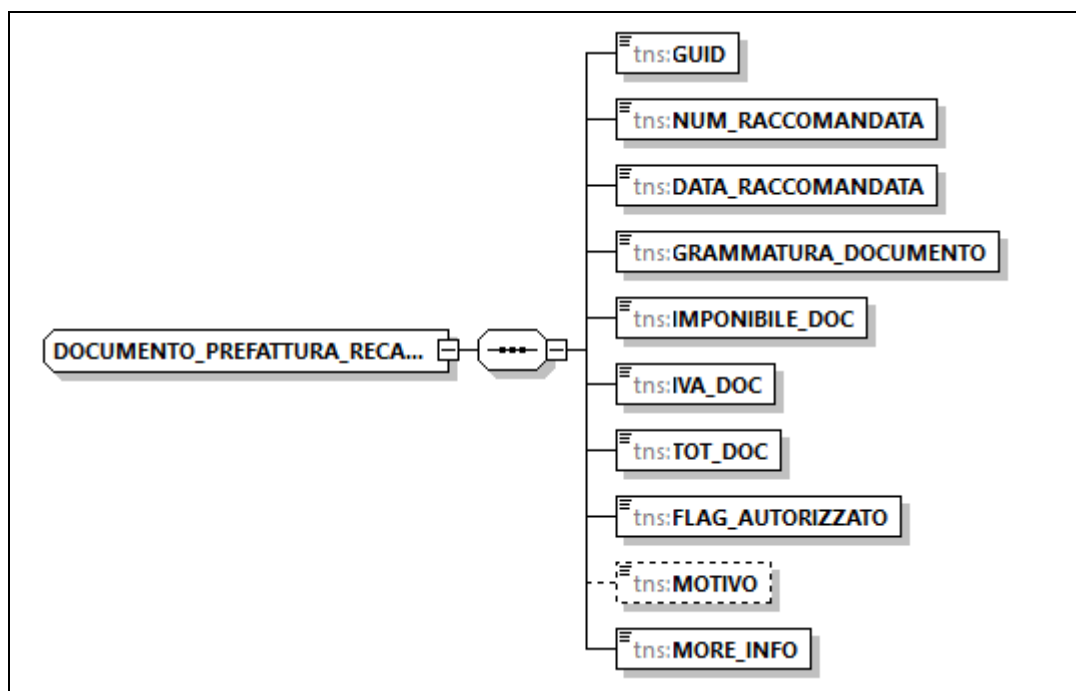 tns:GUID
tns:NUM_RACCOMANDATA
tns:DATA_RACCOMANDATA
tns:GRAMMATURA_DOCUMENTO
tns:IMPONIBILE_DOC
DOCUMENTO_PREFATTURA_RECA...
tns:IVA_DOC
tns:TOT_DOC
tns:FLAG_AUTORIZZATO
tns:MOTIVO
tns:MORE_INFO